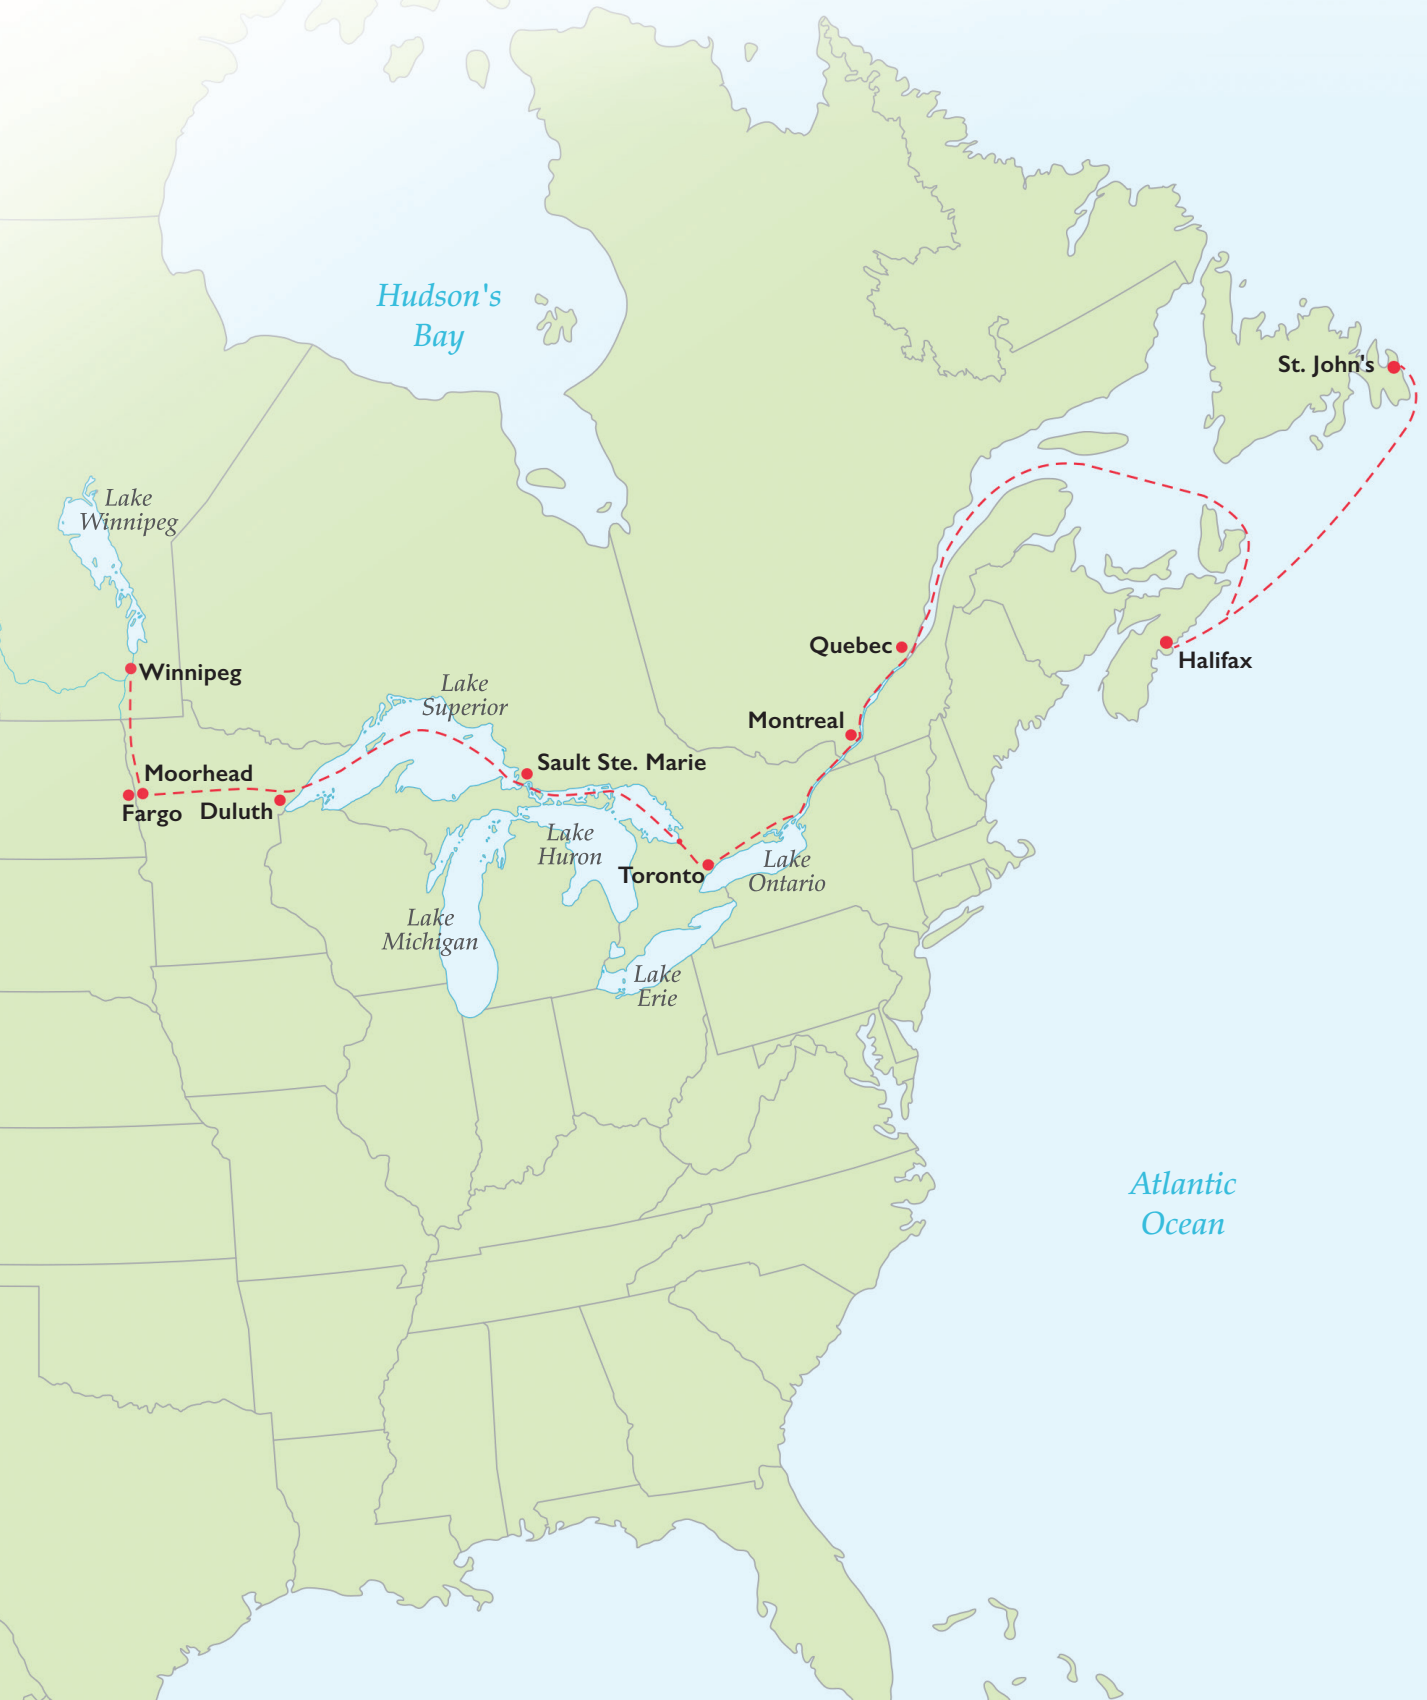 Hudson's
Bay
St. John's
Lake
Winnipeg
Quebec
Halifax
Winnipeg
Lake
Superior
Montreal
Sault Ste. Marie
Moorhead
Fargo
Duluth
Lake
Huron
Toronto
Lake
Ontario
Lake
Michigan
Lake
Erie
Atlantic
Ocean